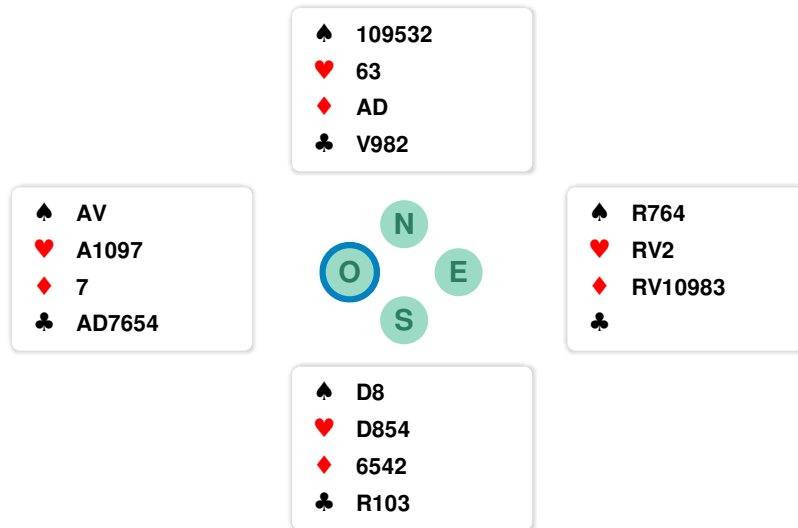 ♠ 109532
♥ 63
♦ AD
♣ V982
♠ AV
♥ A1097
♦ 7
♣ AD7654
N
O E
S
♠ R764
♥ RV2
♦ RV10983
♣
♠ D8
♥ D854
♦ 6542
♣ R103